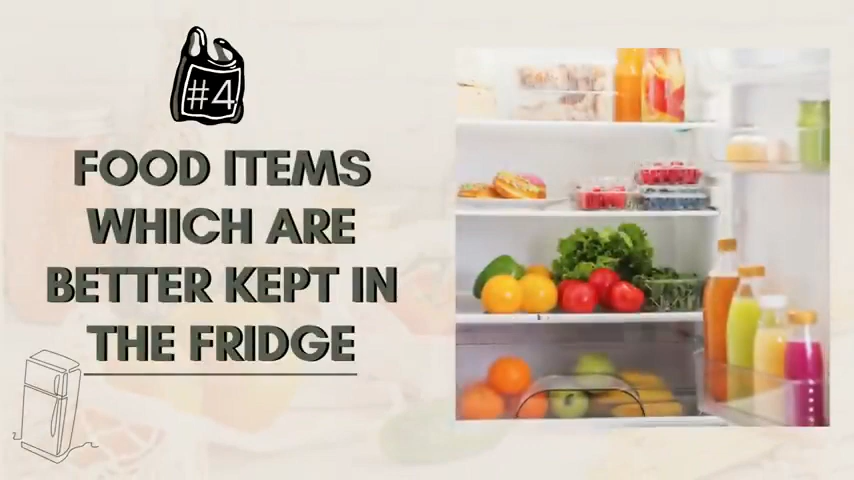 #4
FOOD ITEMS
WHICH ARE
BETTER KEPT IN
THE FRIDGE